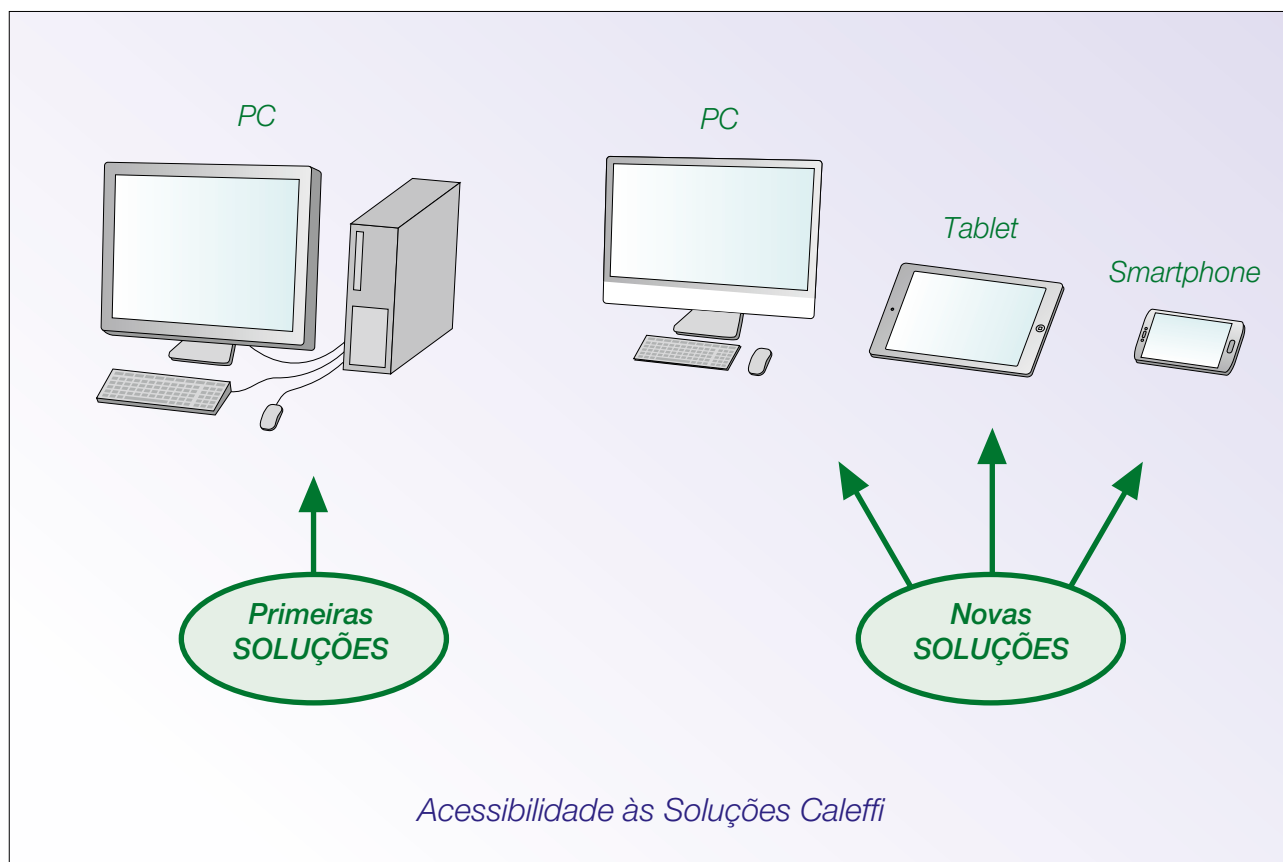 PC
PC
Tablet
Smartphone
Primeiras
SOLUÇÕES
Novas
SOLUÇÕES
Acessibilidade às Soluções Caleffi